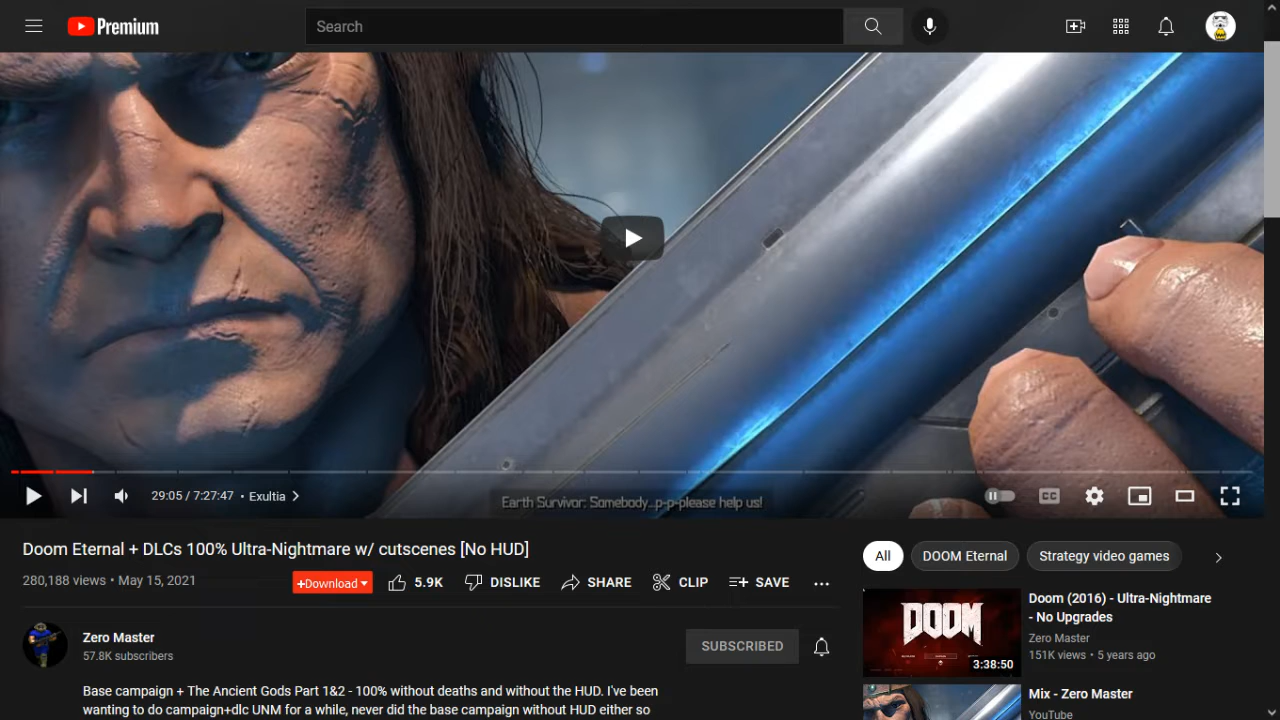 Premium
Search
Earth Survivor: Somebody...p-p-please help us!
29:05 / 7:27:47 • Exultia
CC
Doom Eternal + DLCs 100% Ultra-Nightmare w/ cutscenes [No HUD]
280,188 views • May 15, 2021
+Download
5.9K
DISLIKE
SHARE
CLIP
SAVE
Zero Master
57.8K subscribers
SUBSCRIBED
Base campaign + The Ancient Gods Part 1&2 - 100% without deaths and without the HUD. I've been
wanting to do campaign+dlc UNM for a while, never did the base campaign without HUD either so
All
DOOM Eternal
Strategy video games
DOOM
3:38:50
Doom (2016) - Ultra-Nightmare
- No Upgrades
Zero Master
151K views • 5 years ago
Mix - Zero Master
YouTube